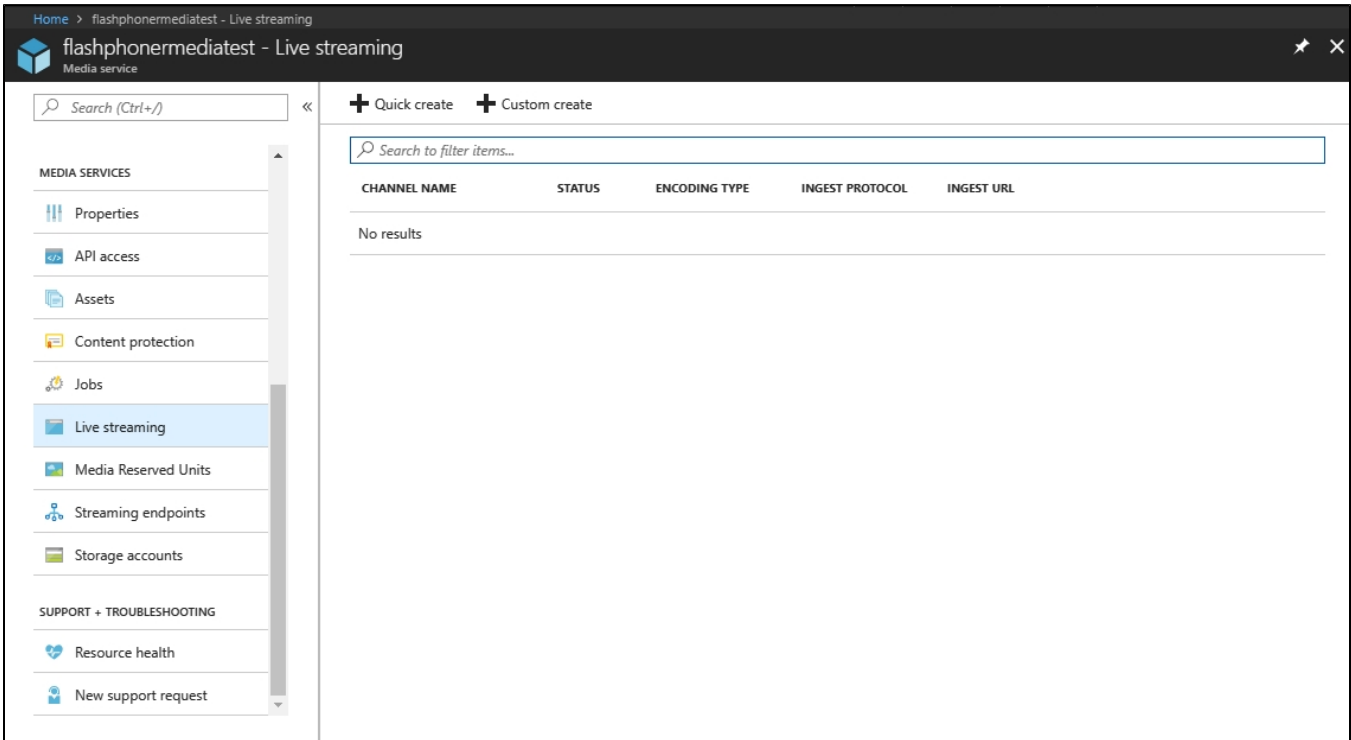 Home > flashphonermediatest - Live streaming
flashphonermediatest - Live streaming
Media service
Search (Ctrl+/)
«
MEDIA SERVICES
Properties
API access
Assets
Content protection
Jobs
Live streaming
Media Reserved Units
Streaming endpoints
Storage accounts
SUPPORT + TROUBLESHOOTING
Resource health
New support request
Quick create Custom create
Search to filter items...
CHANNEL NAME STATUS ENCODING TYPE INGEST PROTOCOL INGEST URL
No results